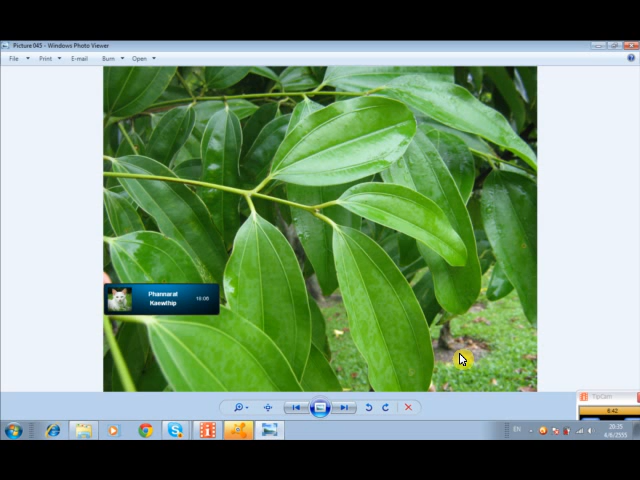 Picture 045 - Windows Photo Viewer
File Print E-mail Burn Open
Phannarat
Kaewthip
16:06
TipCam
6:42
EN
20:35
4/6/2555